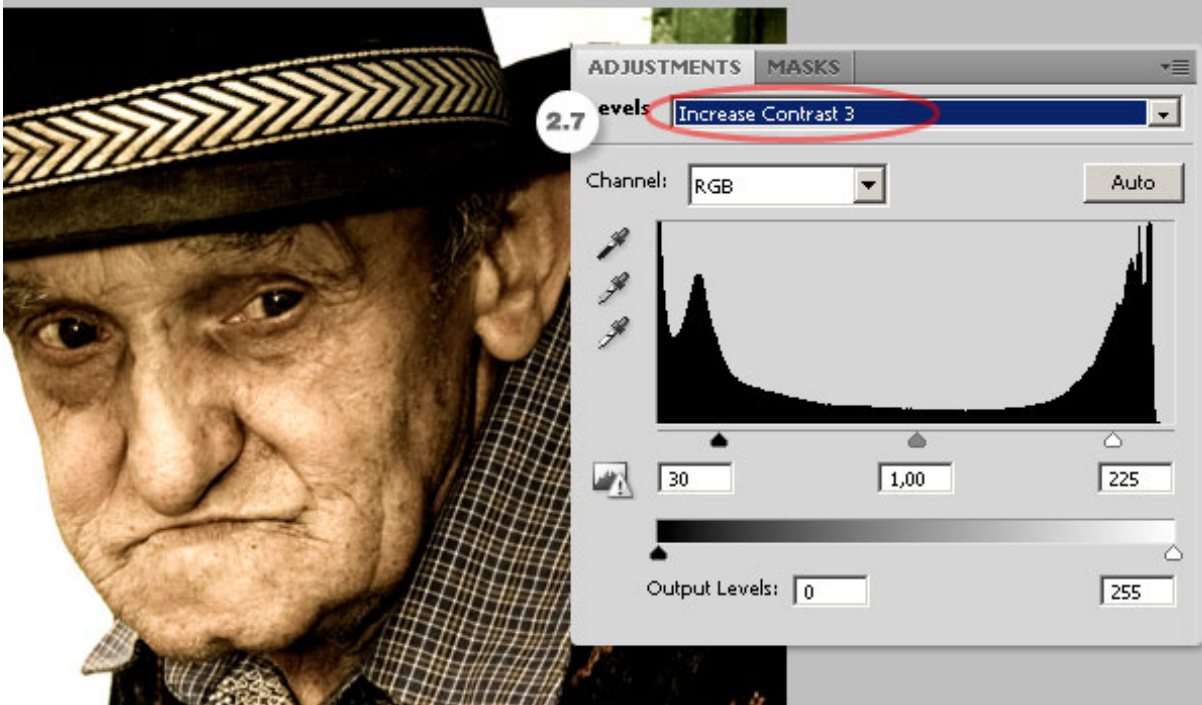 ADJUSTMENTS MASKS
2.7 evels Increase Contrast 3
Channel: RGB Auto
30 1,00 225
Output Levels: 0 255